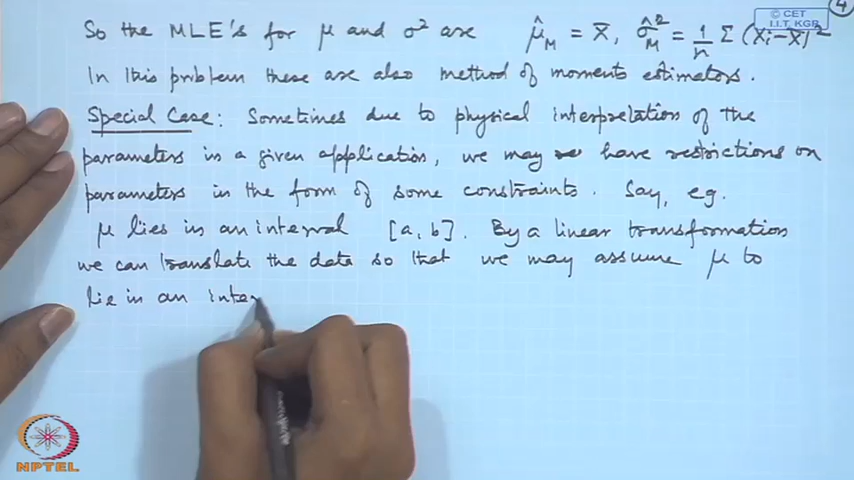 4
© CET
I.I.T. KGP
So the MLE's for μ and σ² are μ̂_M = X̄, σ̂²_M = 1/n Σ (Xi - X̄)²
In this problem these are also method of moments estimators.
Special Case: Sometimes due to physical interpretation of the
parameters in a given application, we may have restrictions on
parameters in the form of some constraints. Say, eg.
μ lies in an interval [a, b]. By a linear transformation
we can translate the data so that we may assume μ to
lie in an inter
NPTEL